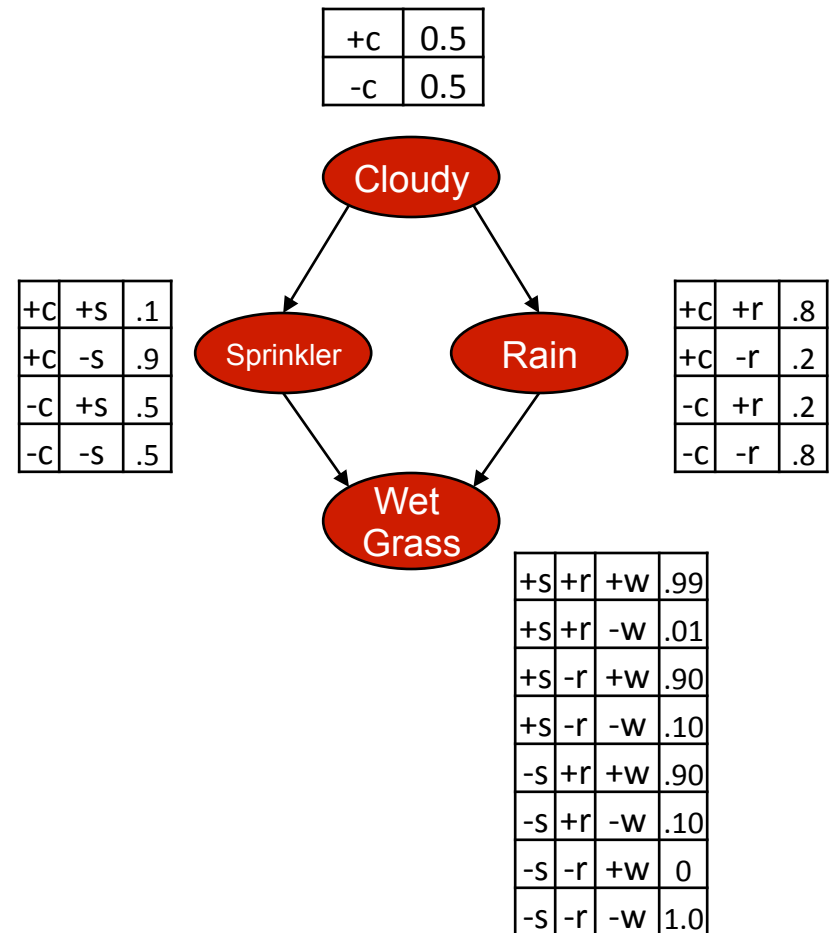 +c 0.5
-c 0.5
Cloudy
+c +s .1
+c -s .9
-c +s .5
-c -s .5
Sprinkler
Rain
+c +r .8
+c -r .2
-c +r .2
-c -r .8
Wet
Grass
+s +r +w .99
+s +r -w .01
+s -r +w .90
+s -r -w .10
-s +r +w .90
-s +r -w .10
-s -r +w 0
-s -r -w 1.0